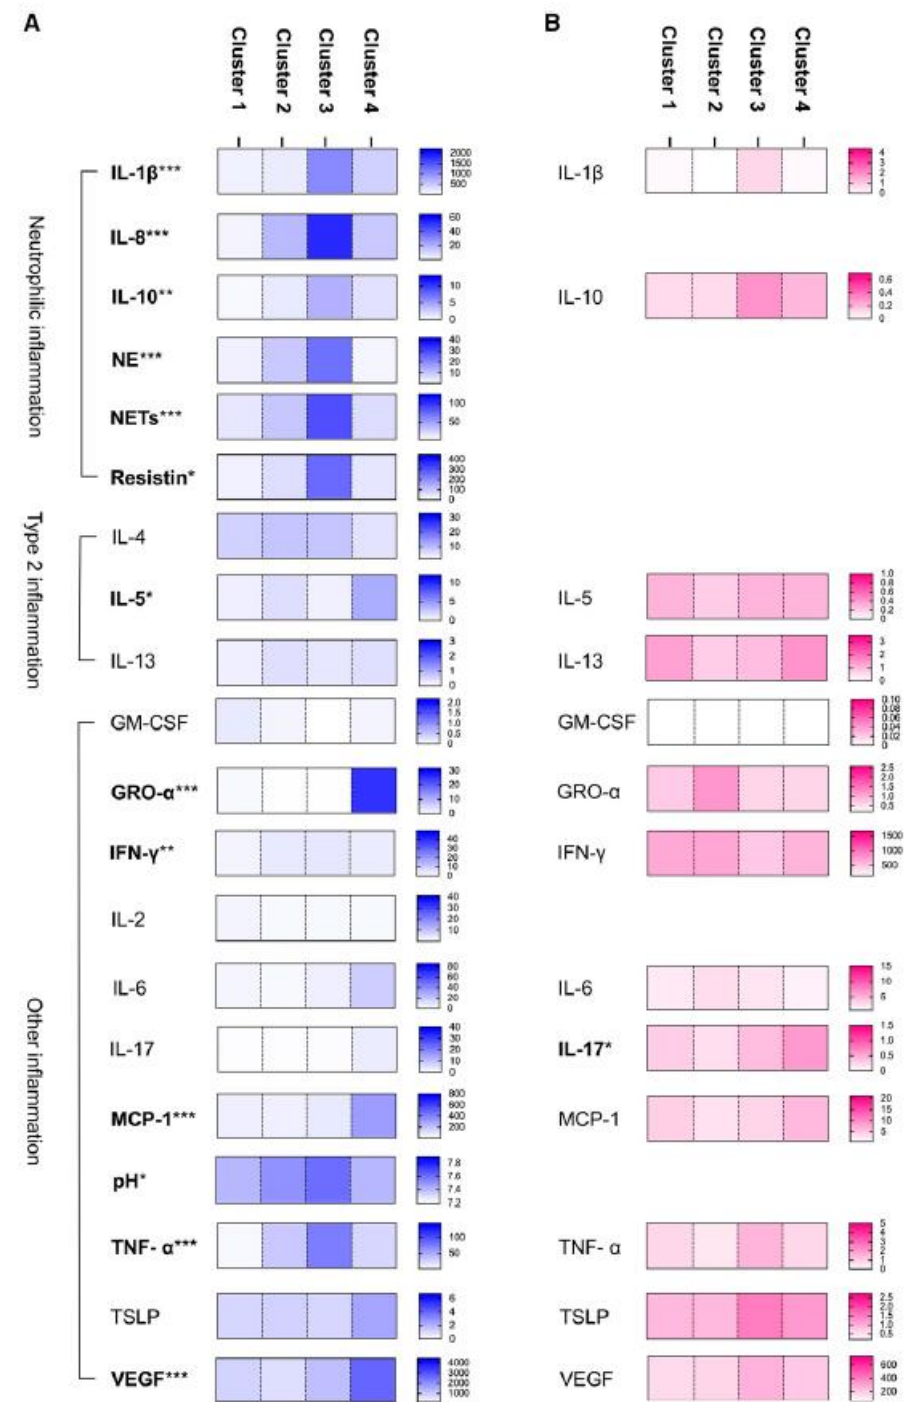 A
B
Cluster 1
Cluster 2
Cluster 3
Cluster 4
Cluster 1
Cluster 2
Cluster 3
Cluster 4
Neutrophilic inflammation
IL-1β***
2000
1500
1000
500
IL-1β
4
3
2
1
0
IL-8***
60
40
20
IL-10**
10
5
0
IL-10
0.6
0.4
0.2
0
NE***
40
30
20
10
NETs***
100
50
Resistin*
400
300
200
100
0
Type 2 inflammation
IL-4
30
20
10
IL-5*
10
5
0
IL-5
1.0
0.8
0.6
0.4
0.2
0
IL-13
3
2
1
0
IL-13
3
2
1
0
Other inflammation
GM-CSF
2.0
1.5
1.0
0.5
0
GM-CSF
0.10
0.08
0.06
0.04
0.02
0
GRO-α***
30
20
10
0
GRO-α
2.5
2.0
1.5
1.0
0.5
IFN-γ**
40
30
20
10
0
IFN-γ
1500
1000
500
IL-2
40
30
20
10
IL-6
80
60
40
20
0
IL-6
15
10
5
IL-17
40
30
20
10
0
IL-17*
1.5
1.0
0.5
0
MCP-1***
800
600
400
200
MCP-1
20
15
10
5
pH*
7.8
7.6
7.4
7.2
TNF- α***
100
50
TNF- α
5
4
3
2
1
0
TSLP
6
4
2
0
TSLP
2.5
2.0
1.5
1.0
0.5
VEGF***
4000
3000
2000
1000
VEGF
600
400
200